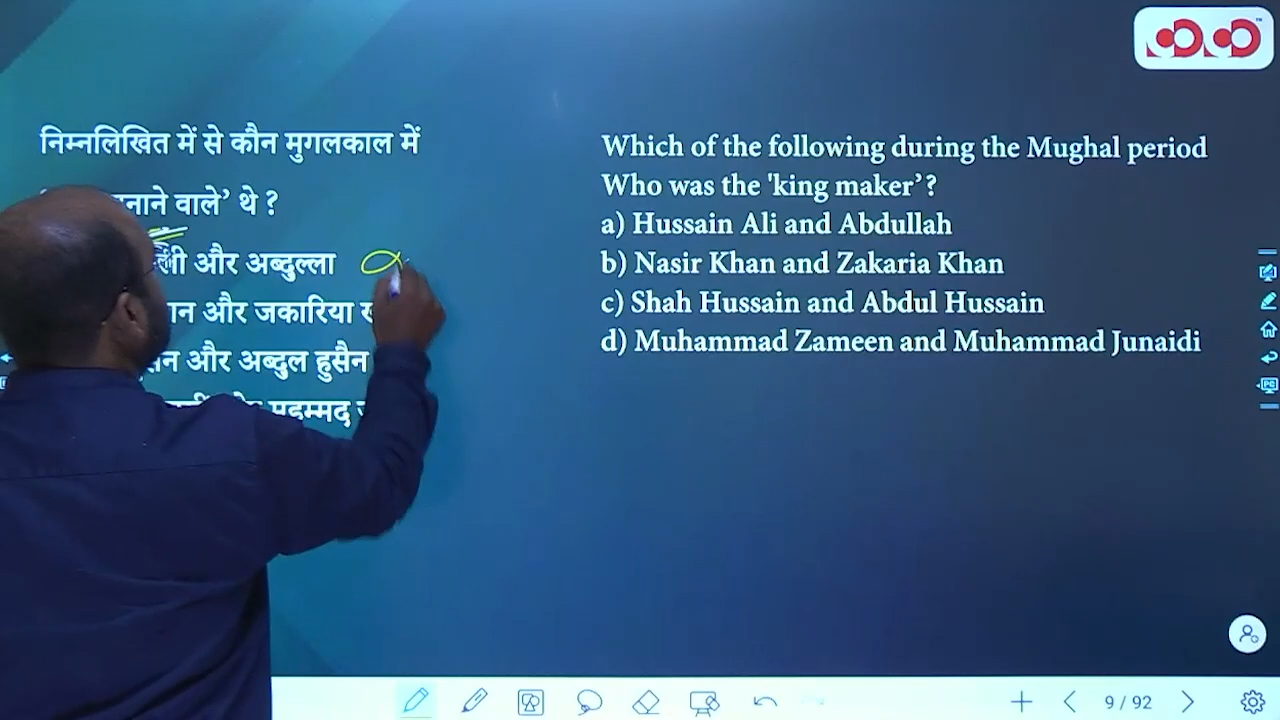 निम्नलिखित में से कौन मुगलकाल में
वाले’ थे ?
और अब्दुल्ला
और जकारिया
और अब्दुल हुसैन
Which of the following during the Mughal period
Who was the 'king maker’?
a) Hussain Ali and Abdullah
b) Nasir Khan and Zakaria Khan
c) Shah Hussain and Abdul Hussain
d) Muhammad Zameen and Muhammad Junaidi
9 / 92